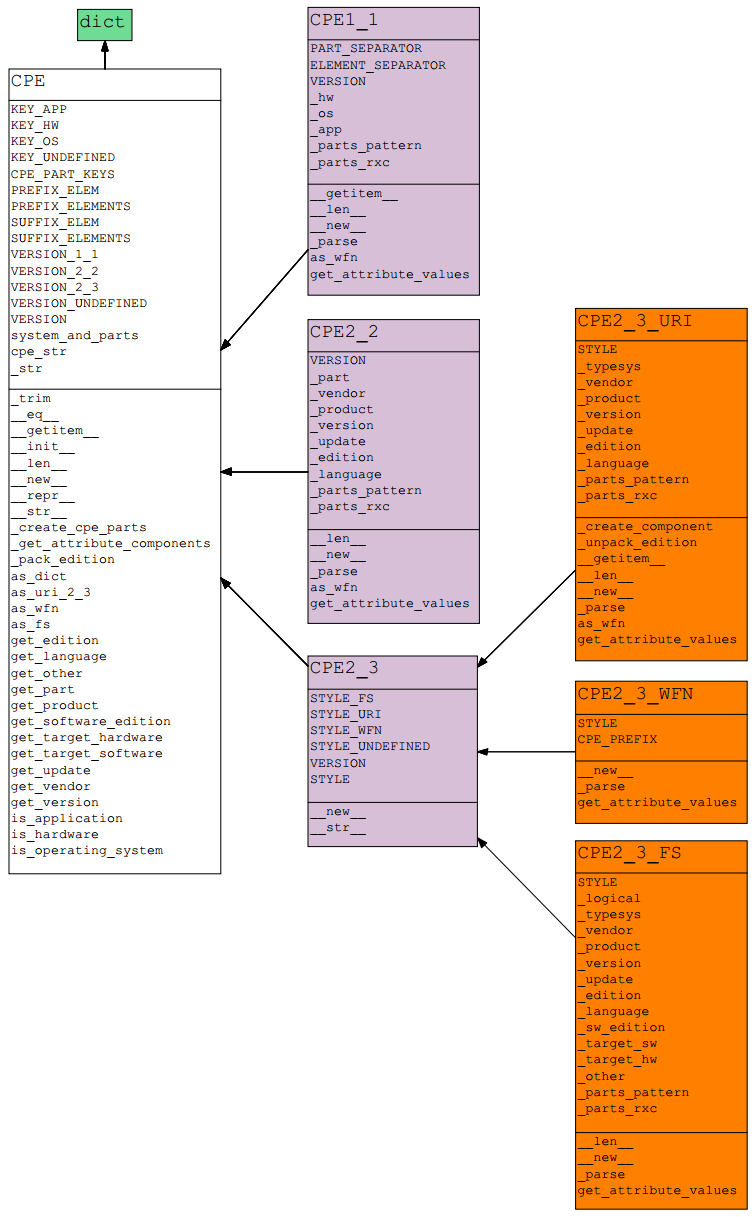 dict
CPE
KEY_APP
KEY_HW
KEY_OS
KEY_UNDEFINED
CPE_PART_KEYS
PREFIX_ELEM
PREFIX_ELEMENTS
SUFFIX_ELEM
SUFFIX_ELEMENTS
VERSION_1_1
VERSION_2_2
VERSION_2_3
VERSION_UNDEFINED
VERSION
system_and_parts
cpe_str
_str
_trim
__eq__
__getitem__
__init__
__len__
__new__
__repr__
__str__
_create_cpe_parts
_get_attribute_components
_pack_edition
as_dict
as_uri_2_3
as_wfn
as_fs
get_edition
get_language
get_other
get_part
get_product
get_software_edition
get_target_hardware
get_target_software
get_update
get_vendor
get_version
is_application
is_hardware
is_operating_system
CPE1_1
PART_SEPARATOR
ELEMENT_SEPARATOR
VERSION
_hw
_os
_app
_parts_pattern
_parts_rxc
__getitem__
__len__
__new__
_parse
as_wfn
get_attribute_values
CPE2_2
VERSION
_part
_vendor
_product
_version
_update
_edition
_language
_parts_pattern
_parts_rxc
__len__
__new__
_parse
as_wfn
get_attribute_values
CPE2_3
STYLE_FS
STYLE_URI
STYLE_WFN
STYLE_UNDEFINED
VERSION
STYLE
__new__
__str__
CPE2_3_URI
STYLE
_typesys
_vendor
_product
_version
_update
_edition
_language
_parts_pattern
_parts_rxc
_create_component
_unpack_edition
__getitem__
__len__
__new__
_parse
as_wfn
get_attribute_values
CPE2_3_WFN
STYLE
CPE_PREFIX
__new__
_parse
get_attribute_values
CPE2_3_FS
STYLE
_logical
_typesys
_vendor
_product
_version
_update
_edition
_language
_sw_edition
_target_sw
_target_hw
_other
_parts_pattern
_parts_rxc
__len__
__new__
_parse
get_attribute_values